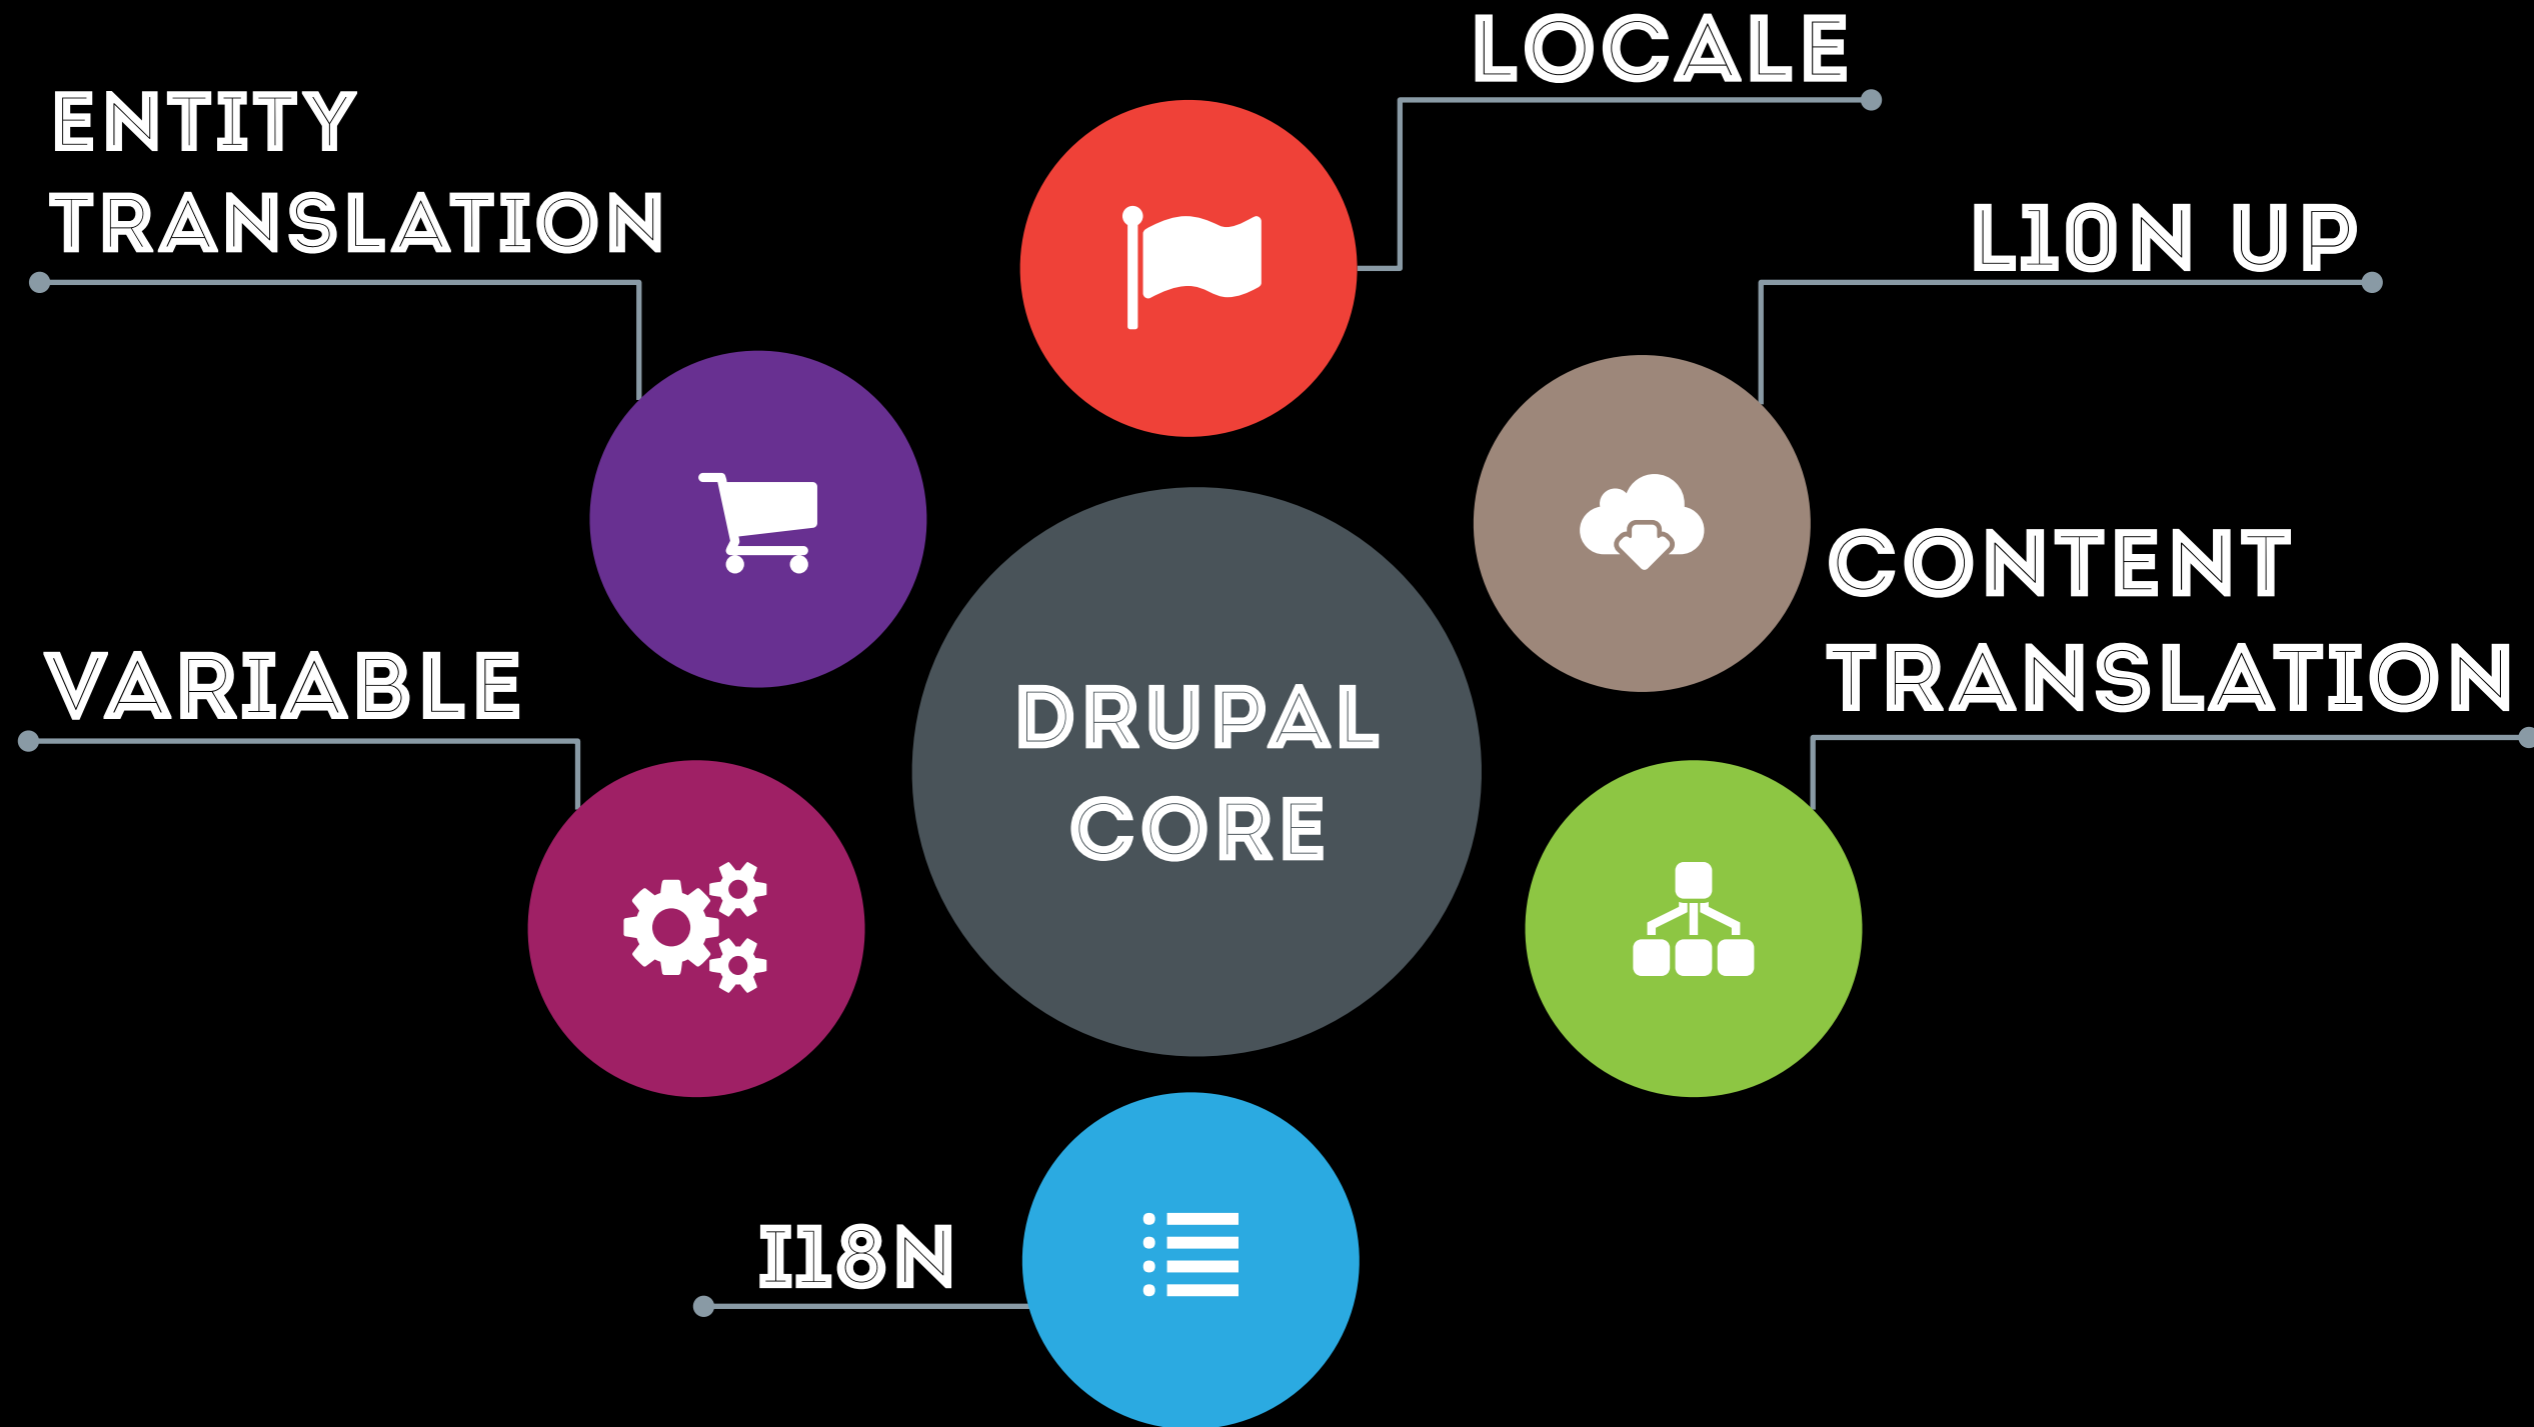 LOCALE
ENTITY
TRANSLATION
L10N UP
CONTENT
TRANSLATION
VARIABLE
DRUPAL
CORE
I18N